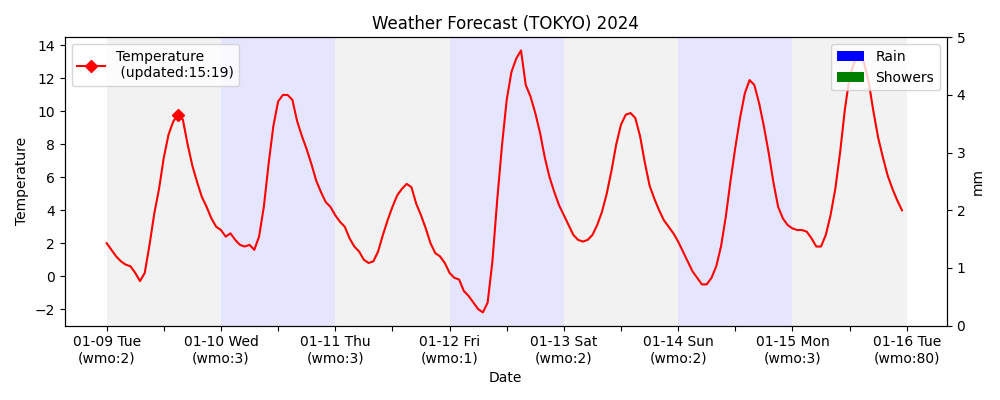 Weather Forecast (TOKYO) 2024
Temperature
(updated:15:19)
Rain
Showers
Temperature
14
12
10
8
6
4
2
0
−2
5
4
3
2
1
0
mm
01-09 Tue
(wmo:2)
01-10 Wed
(wmo:3)
01-11 Thu
(wmo:3)
01-12 Fri
(wmo:1)
01-13 Sat
(wmo:2)
01-14 Sun
(wmo:2)
01-15 Mon
(wmo:3)
01-16 Tue
(wmo:80)
Date